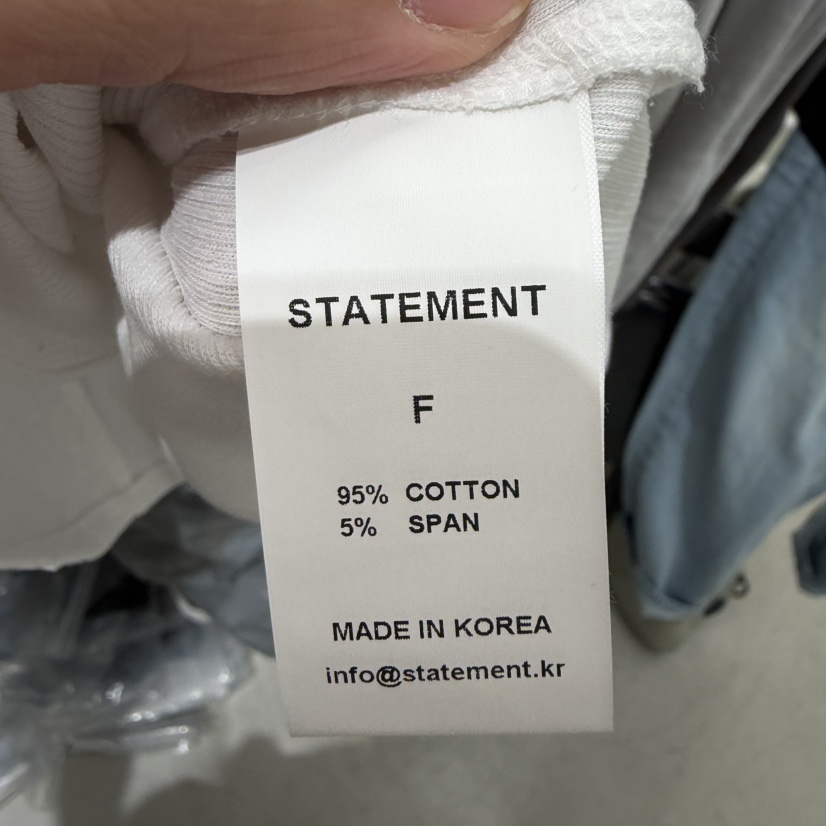 STATEMENT
F
95% COTTON
5% SPAN
MADE IN KOREA
info@statement.kr